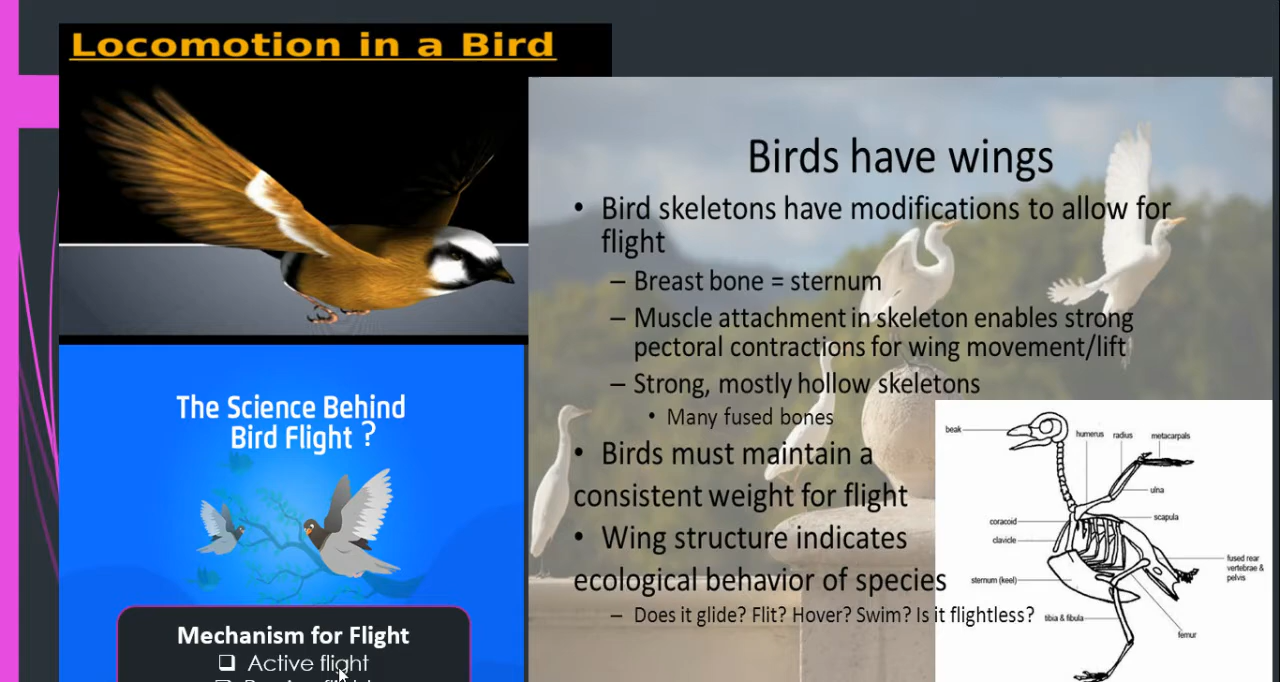 Locomotion in a Bird
The Science Behind
Bird Flight ?
Mechanism for Flight
❑ Active flight
Birds have wings
• Bird skeletons have modifications to allow for
flight
– Breast bone = sternum
– Muscle attachment in skeleton enables strong
pectoral contractions for wing movement/lift
– Strong, mostly hollow skeletons
• Many fused bones
• Birds must maintain a
consistent weight for flight
• Wing structure indicates
ecological behavior of species
– Does it glide? Flit? Hover? Swim? Is it flightless?
beak
humerus
radius
metacarpals
ulna
scapula
coracoid
clavicle
sternum (keel)
fused rear
vertebrae &
pelvis
tibia & fibula
femur